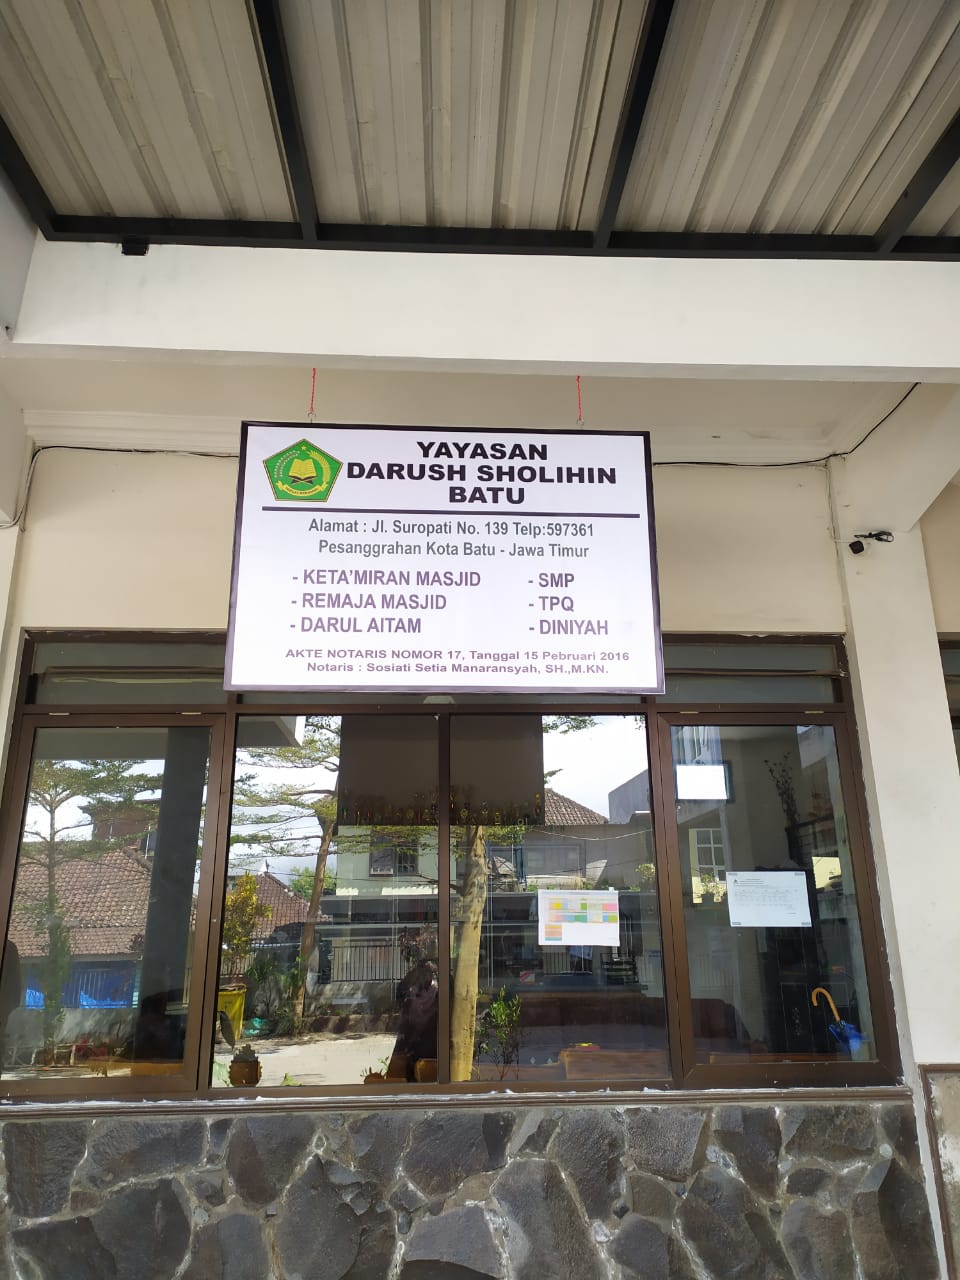 YAYASAN
DARUSH SHOLIHIN
BATU
Alamat : Jl. Suropati No. 139 Telp:597361
Pesanggrahan Kota Batu - Jawa Timur
- KETA'MIRAN MASJID
- REMAJA MASJID
- DARUL AITAM
- SMP
- TPQ
- DINIYAH
AKTE NOTARIS NOMOR 17, Tanggal 15 Pebruari 2016
Notaris : Sosiati Setia Manaransyah, SH.,M.KN.